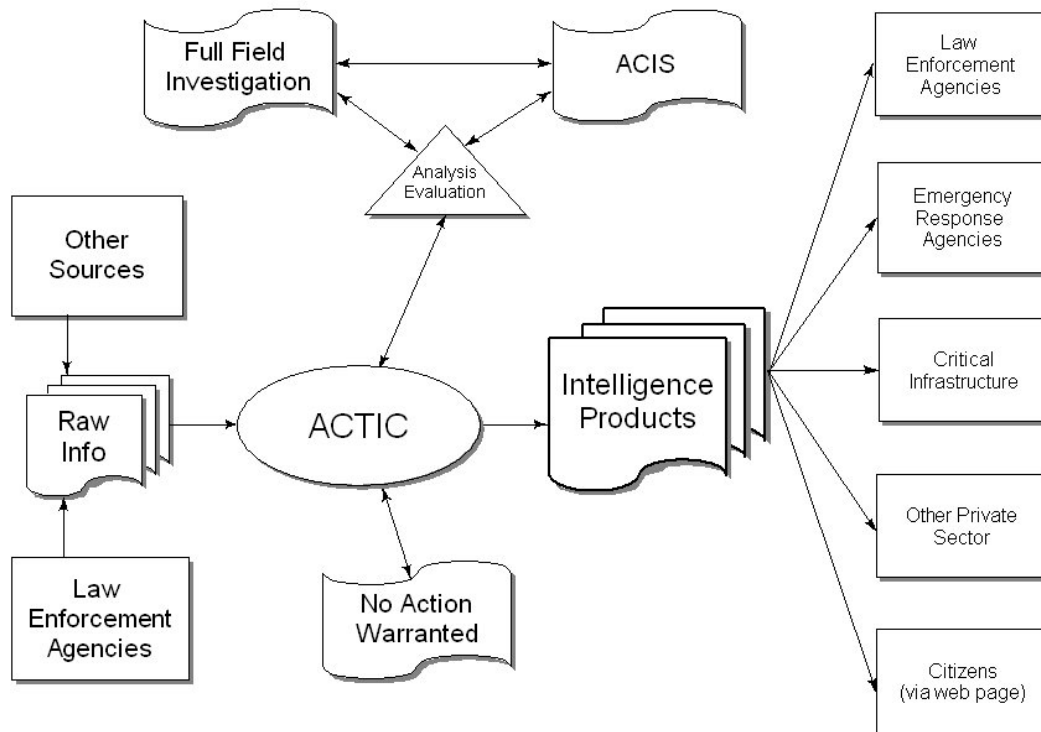 Full Field
Investigation
ACIS
Law
Enforcement
Agencies
Analysis
Evaluation
Emergency
Response
Agencies
Other
Sources
Critical
Infrastructure
Intelligence
Products
Raw
Info
ACTIC
Other Private
Sector
Law
Enforcement
Agencies
No Action
Warranted
Citizens
(via web page)